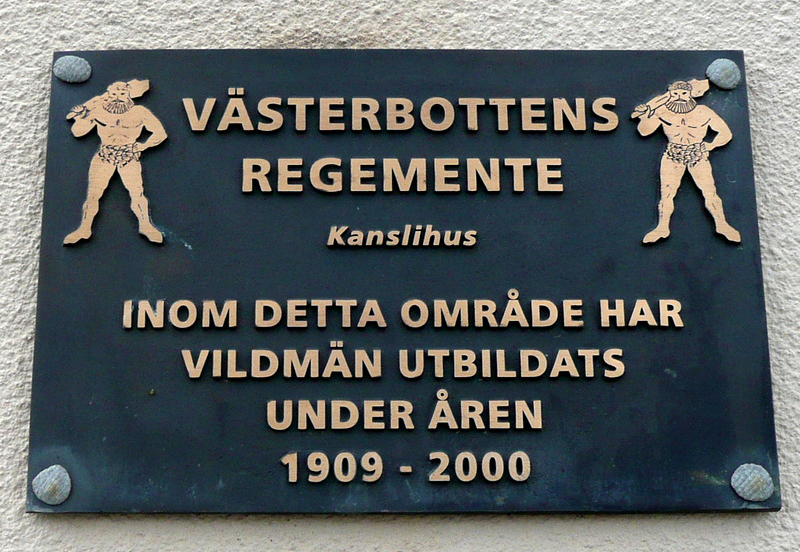 VÄSTERBOTTENS
REGEMENTE
Kanslihus
INOM DETTA OMRÅDE HAR
VILDMÄN UTBILDATS
UNDER ÅREN
1909 - 2000